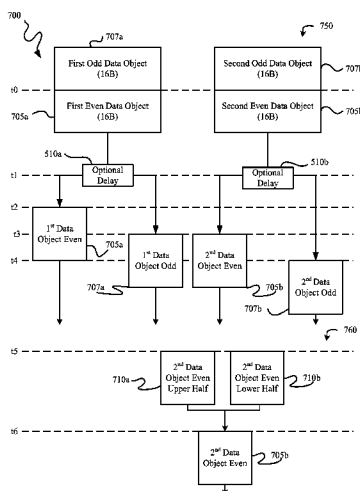 700
707a
750
First Odd Data Object
(16B)
Second Odd Data Object
(16B)
707b
t0
705a
First Even Data Object
(16B)
Second Even Data Object
(16B)
705b
510a
510b
t1
Optional
Delay
Optional
Delay
t2
1st Data
Object Even
705a
t3
1st Data
Object Odd
2nd Data
Object Even
t4
707a
705b
2nd Data
Object Odd
707b
760
t5
710a
2nd Data
Object Even
Upper Half
2nd Data
Object Even
Lower Half
710b
t6
2nd Data
Object Even
705b